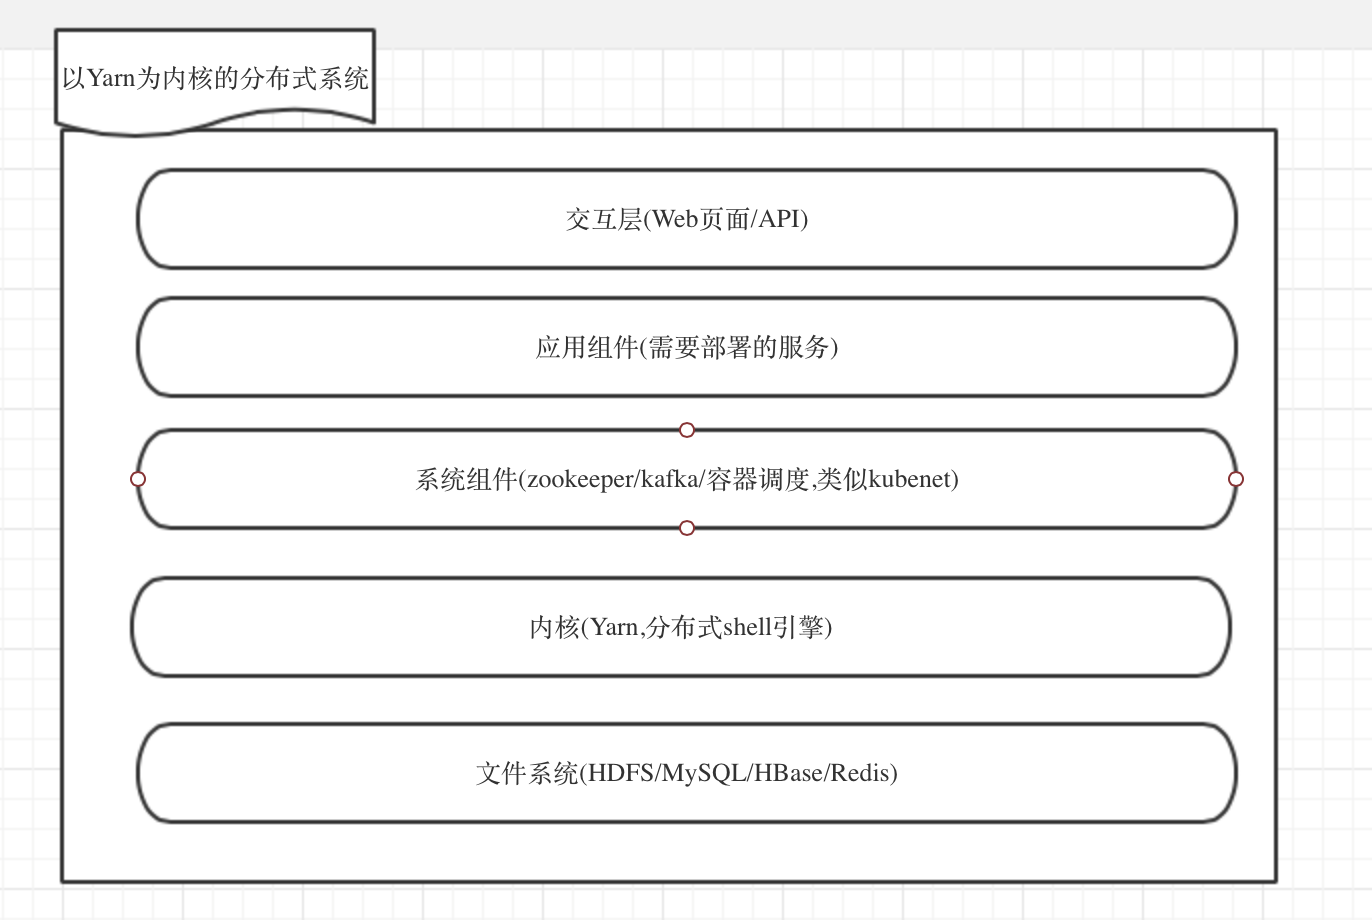 以Yarn为内核的分布式系统
交互层(Web页面/API)
应用组件(需要部署的服务)
系统组件(zookeeper/kafka/容器调度,类似kubenet)
内核(Yarn,分布式shell引擎)
文件系统(HDFS/MySQL/HBase/Redis)